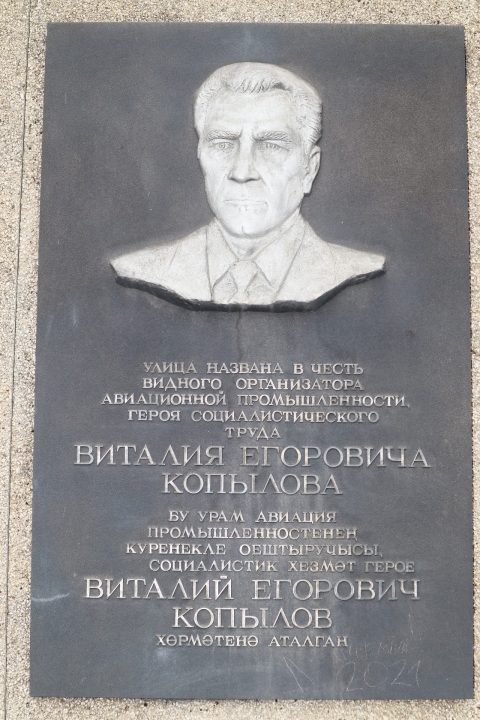 УЛИЦА НАЗВАНА В ЧЕСТЬ
ВИДНОГО ОРГАНИЗАТОРА
АВИАЦИОННОЙ ПРОМЫШЛЕННОСТИ,
ГЕРОЯ СОЦИАЛИСТИЧЕСКОГО
ТРУДА
ВИТАЛИЯ ЕГОРОВИЧА
КОПЫЛОВА
БУ УРАМ АВИАЦИЯ
ПРОМЫШЛЕННОСТЕНЕҢ
КҮРЕНЕКЛЕ ОЕШТЫРУЧЫСЫ,
СОЦИАЛИСТИК ХЕЗМӘТ ГЕРОЕ
ВИТАЛИЙ ЕГОРОВИЧ
КОПЫЛОВ
ХӨРМӘТЕНӘ АТАЛГАН
2021